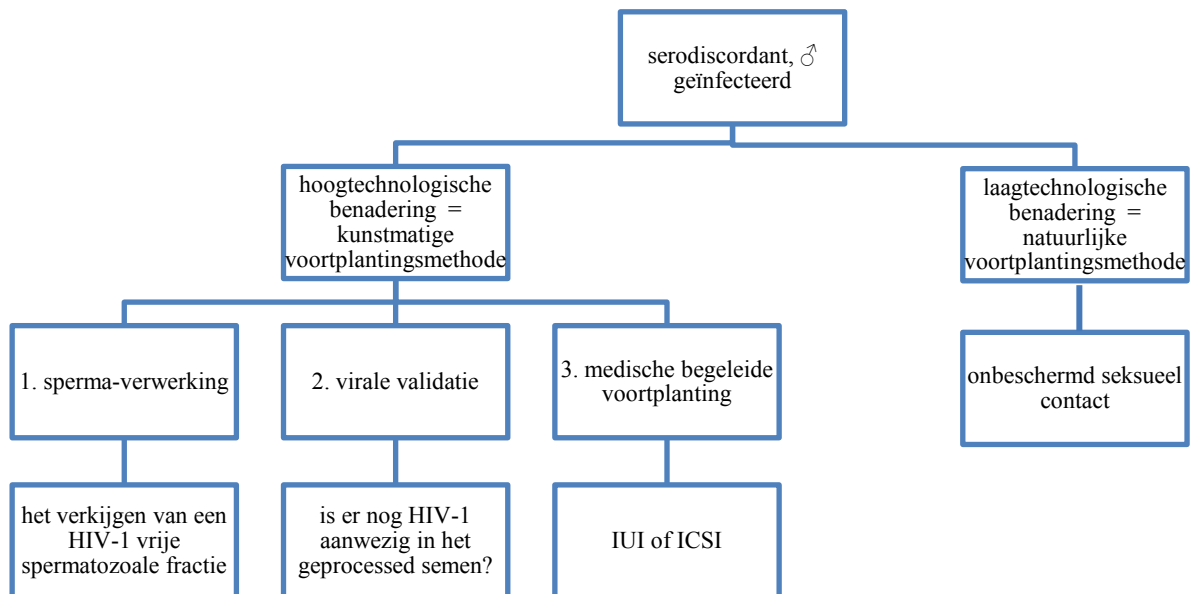 serodiscordant, ♂
geïnfecteerd
hoogtechnologische
benadering =
kunstmatige
voortplantingsmethode
laagtechnologische
benadering =
natuurlijke
voortplantingsmethode
1. sperma-verwerking
2. virale validatie
3. medische begeleide
voortplanting
onbeschermd seksueel
contact
het verkijgen van een
HIV-1 vrije
spermatozoale fractie
is er nog HIV-1
aanwezig in het
geprocessed semen?
IUI of ICSI